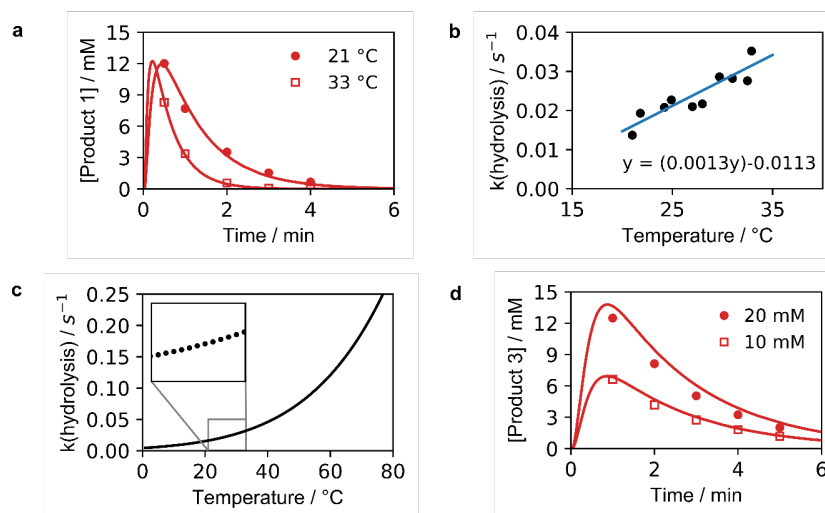 a
[Product 1] / mM
15
12
9
6
3
0
21 °C
33 °C
0 2 4 6
Time / min
b
k(hydrolysis) / s⁻¹
0.04
0.03
0.02
0.01
0.00
y = (0.0013y)-0.0113
15 25 35
Temperature / °C
c
k(hydrolysis) / s⁻¹
0.25
0.20
0.15
0.10
0.05
0.00
0 20 40 60 80
Temperature / °C
d
[Product 3] / mM
15
12
9
6
3
0
20 mM
10 mM
0 2 4 6
Time / min